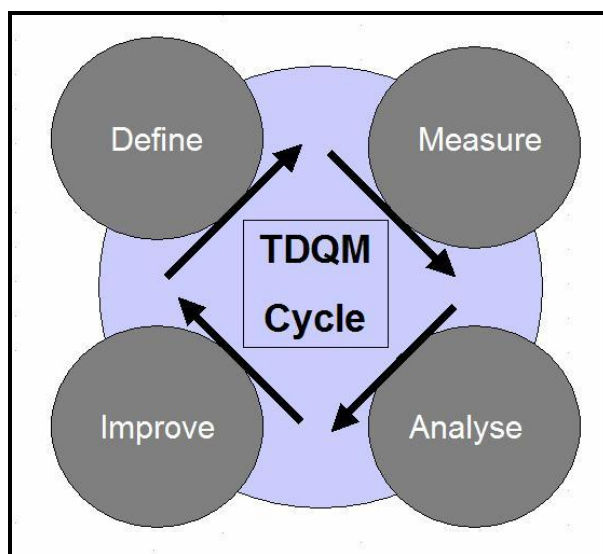 Define
Measure
TDQM
Cycle
Improve
Analyse